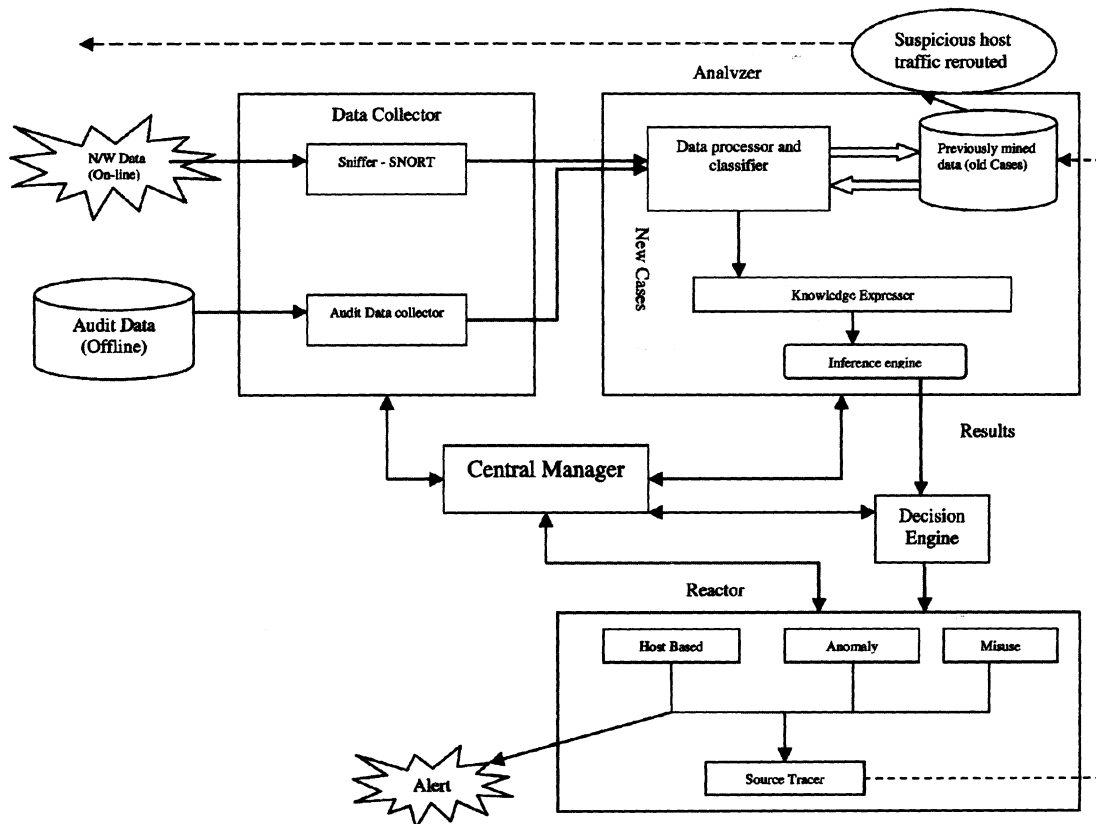 Suspicious host
traffic rerouted
Analyzer
Data Collector
N/W Data
(On-line)
Sniffer - SNORT
Data processor and
classifier
Previously mined
data (old Cases)
New Cases
Audit Data
(Offline)
Audit Data collector
Knowledge Expresser
Inference engine
Results
Central Manager
Decision
Engine
Reactor
Host Based
Anomaly
Misuse
Alert
Source Tracer